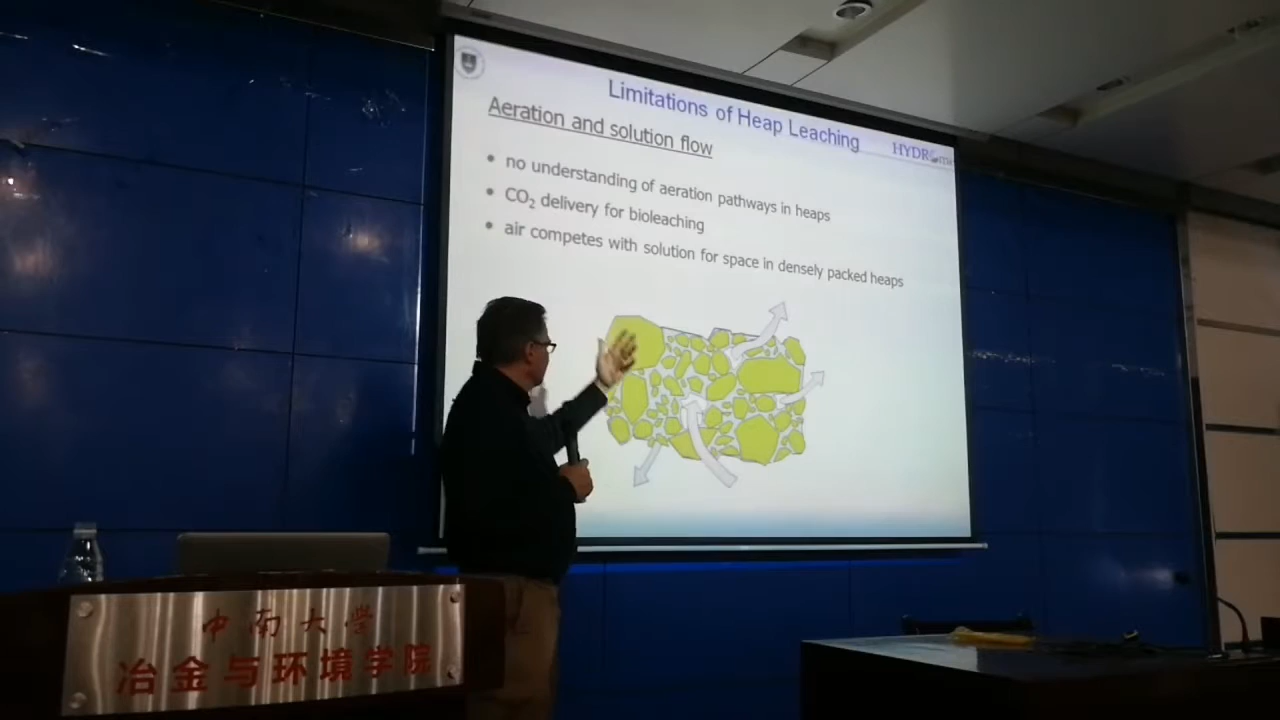 Limitations of Heap Leaching
HYDROme
Aeration and solution flow
• no understanding of aeration pathways in heaps
• CO₂ delivery for bioleaching
• air competes with solution for space in densely packed heaps
中南大学
冶金与环境学院